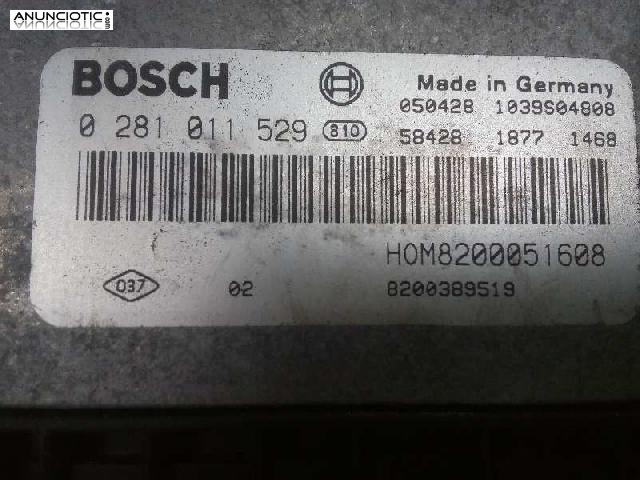 ANUNCIOTIC.com
BOSCH
Made in Germany
050428 1039S04808
0 281 011 529 810
58428 1877 1468
HOM8200051608
037 02 8200389519